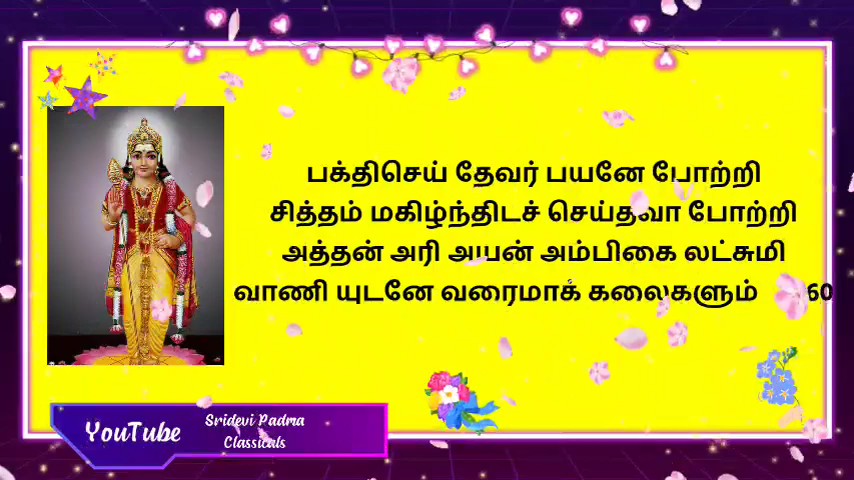 பக்திசெய் தேவர் பயனே போற்றி
சித்தம் மகிழ்ந்திடச் செய்தவா போற்றி
அத்தன் அரி அயன் அம்பிகை லட்சுமி
வாணி யுடனே வரைமாக் கலைகளும் 60
YouTube
Sridevi Padma
Classicals